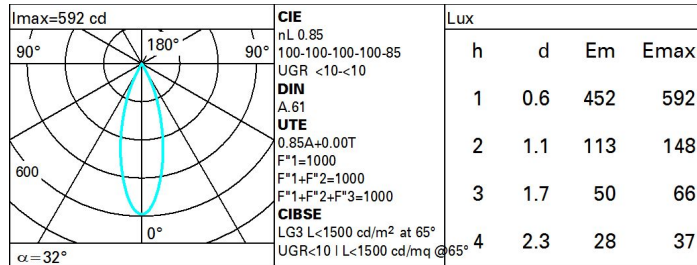 Imax=592 cd
90°
180°
90°
600
0°
α=32°
CIE
nL 0.85
100-100-100-100-85
UGR <10-<10
DIN
A.61
UTE
0.85A+0.00T
F"1=1000
F"1+F"2=1000
F"1+F"2+F"3=1000
CIBSE
LG3 L<1500 cd/m² at 65°
UGR<10 | L<1500 cd/mq @65°
Lux
h d Em Emax
1 0.6 452 592
2 1.1 113 148
3 1.7 50 66
4 2.3 28 37